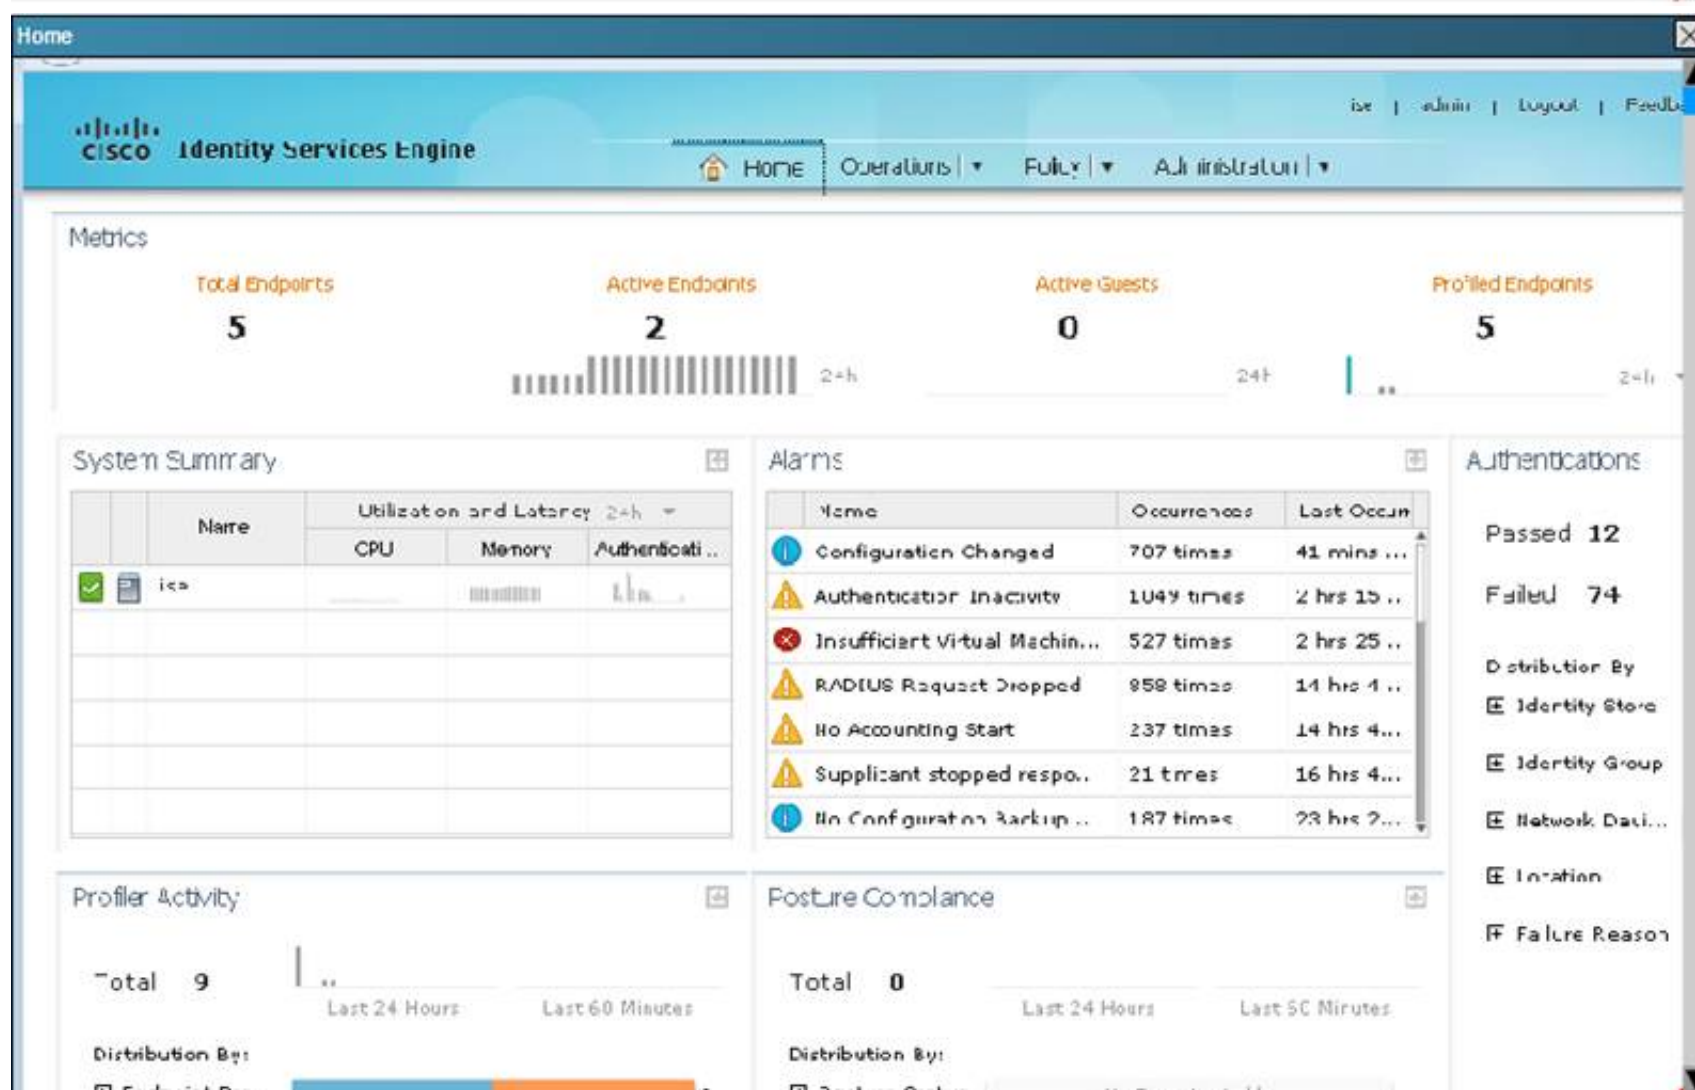 Home
ise | admin | Logout | Feedba
CISCO Identity Services Engine
Home Operations | Policy | Administration |
Metrics
Total Endpoints Active Endpoints Active Guests Profiled Endpoints
5 2 0 5
24h 24h 24h
System Summary
Name Utilization and Latency 24h
CPU Memory Authenticati ..
ise
Alarms
Name Occurrences Last Occurr
Configuration Changed 707 times 41 mins ...
Authentication Inactivity 1049 times 2 hrs 15 ..
Insufficient Virtual Machin... 527 times 2 hrs 25 ..
RADIUS Request Dropped 958 times 14 hrs 4 ..
No Accounting Start 237 times 14 hrs 4...
Supplicant stopped respo.. 21 times 16 hrs 4...
No Configuration Backup .. 187 times 23 hrs 2...
Authentications
Passed 12
Failed 74
Distribution By
Identity Store
Identity Group
Network Devi...
Location
Failure Reason
Profiler Activity
Total 9
Last 24 Hours Last 60 Minutes
Distribution By:
Posture Compliance
Total 0
Last 24 Hours Last 60 Minutes
Distribution By: